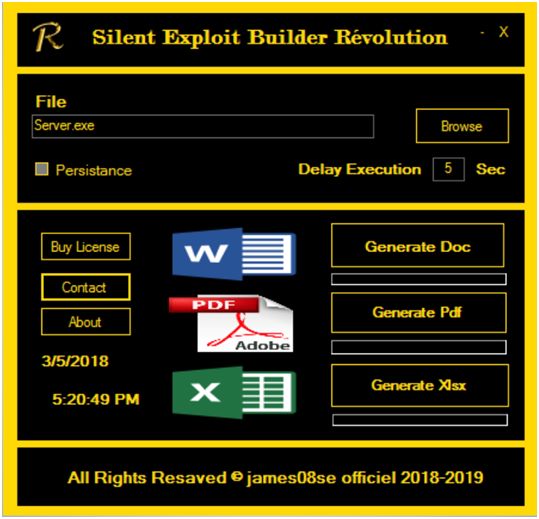 R Silent Exploit Builder Révolution - X
File
Server.exe
Browse
Persistance
Delay Execution 5 Sec
Buy License
Contact
About
3/5/2018
5:20:49 PM
W
PDF
Adobe
X
Generate Doc
Generate Pdf
Generate Xlsx
All Rights Resaved © james08se officiel 2018-2019